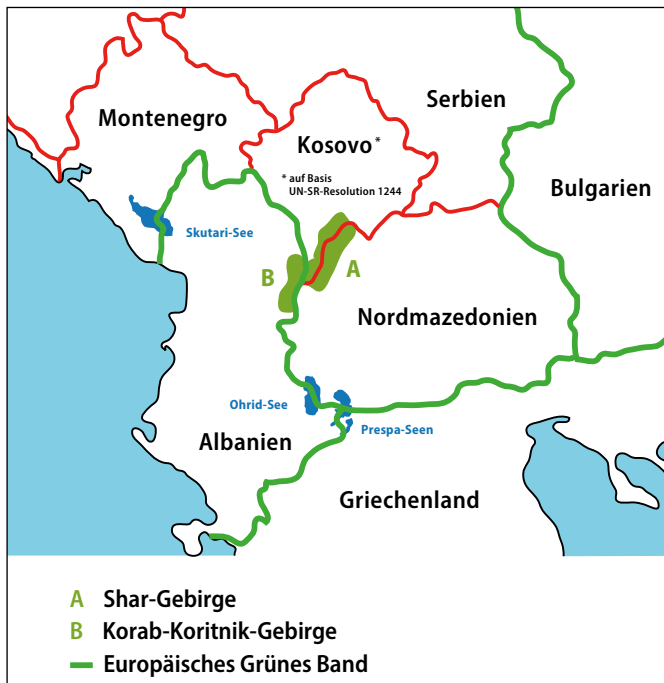 Serbien
Montenegro
Kosovo *
* auf Basis
UN-SR-Resolution 1244
Bulgarien
Skutari-See
A
B
Nordmazedonien
Ohrid-See
Prespa-Seen
Albanien
Griechenland
A Shar-Gebirge
B Korab-Koritnik-Gebirge
Europäisches Grünes Band